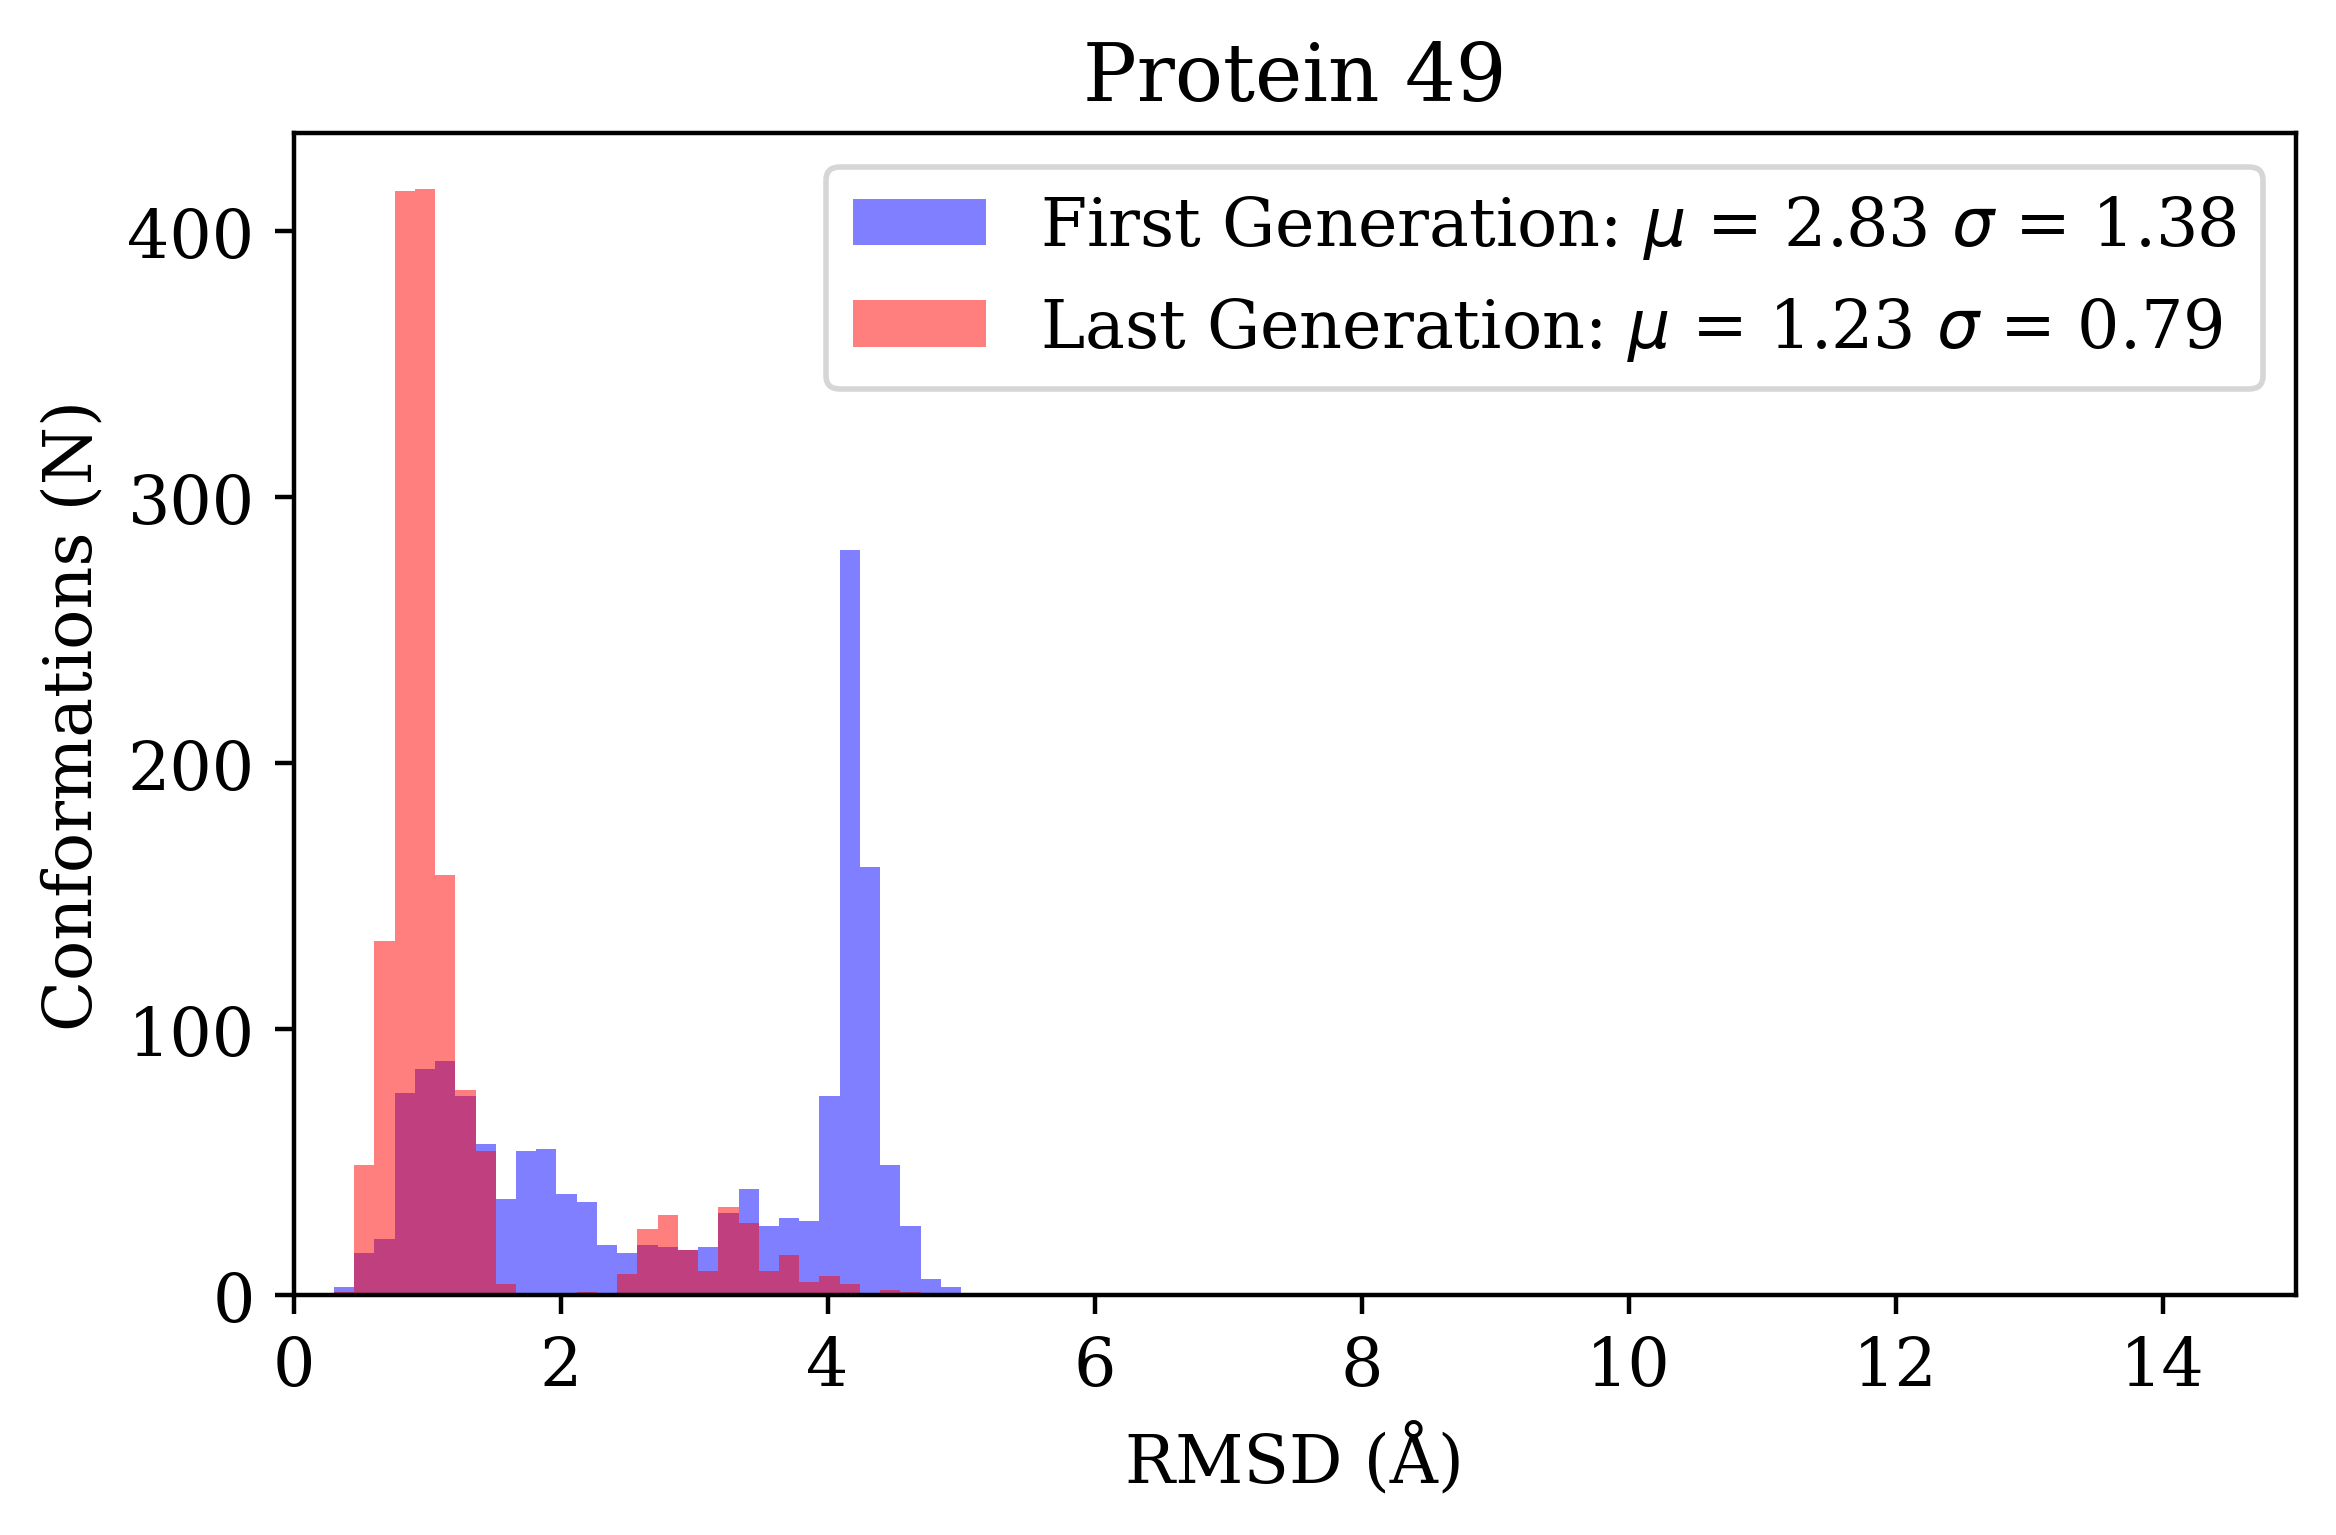 Protein 49
First Generation: μ = 2.83 σ = 1.38
Last Generation: μ = 1.23 σ = 0.79
Conformations (N)
400
300
200
100
0
0 2 4 6 8 10 12 14
RMSD (Å)